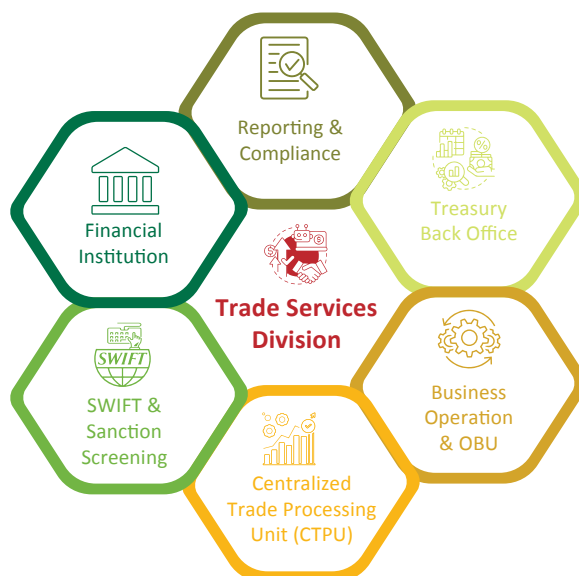 Reporting &
Compliance
Financial
Institution
Treasury
Back Office
Trade Services
Division
SWIFT
SWIFT &
Sanction
Screening
Business
Operation
& OBU
Centralized
Trade Processing
Unit (CTPU)